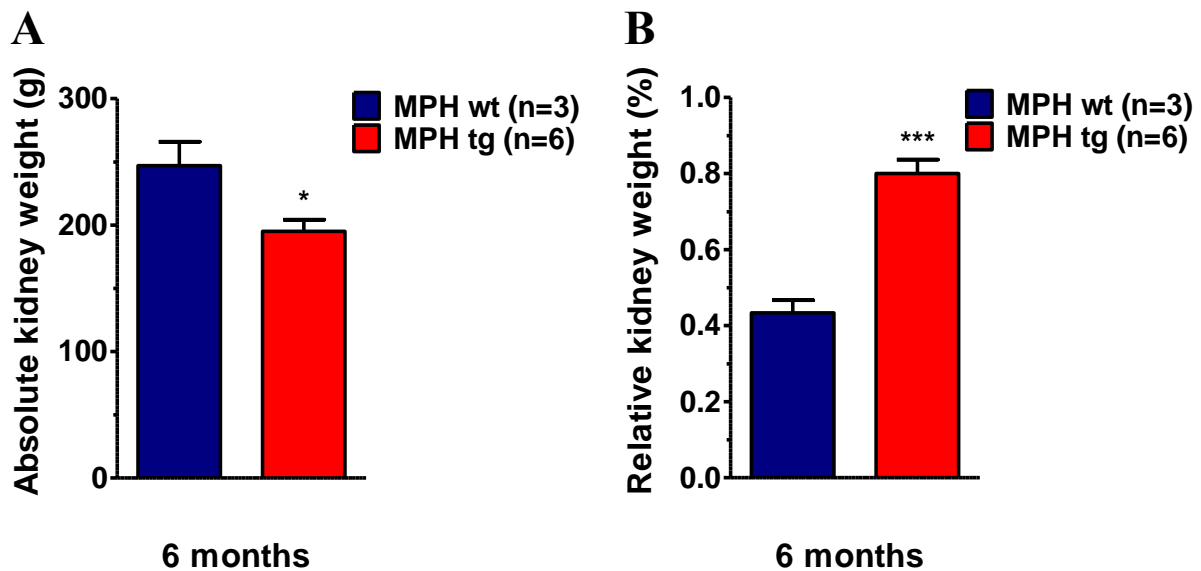 A
Absolute kidney weight (g)
300
200
100
0
MPH wt (n=3)
MPH tg (n=6)
*
6 months
B
Relative kidney weight (%)
1.0
0.8
0.6
0.4
0.2
0.0
MPH wt (n=3)
MPH tg (n=6)
***
6 months